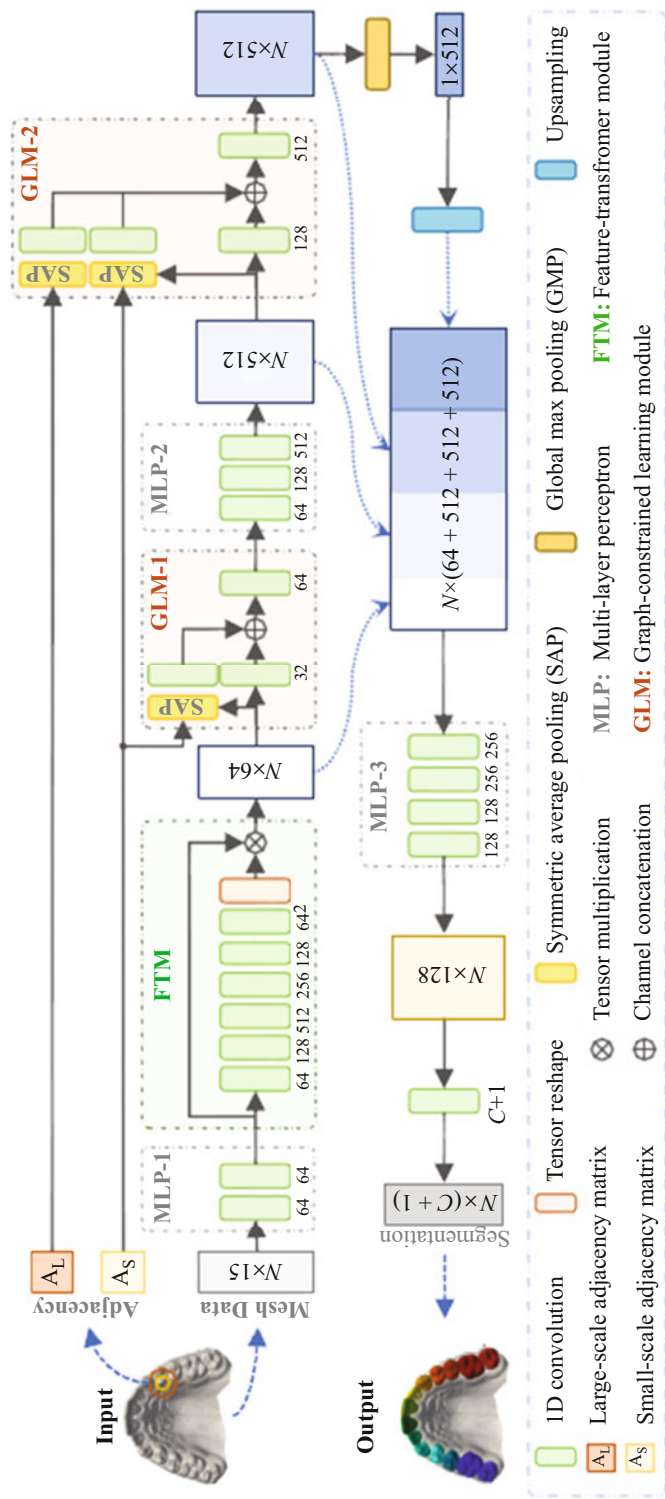 Input
Adjacency
A_L
A_S
Mesh Data
N×15
MLP-1
64 64
FTM
64 128 512 256 128 64²
N×64
GLM-1
SAP
32
64
MLP-2
64 128 512
N×512
GLM-2
SAP
SAP
128
512
N×512
1×512
N×(64 + 512 + 512 + 512)
MLP-3
128 128 256 256
N×128
C+1
N×(C + 1)
Segmentation
Output
1D convolution
Tensor reshape
Symmetric average pooling (SAP)
Global max pooling (GMP)
Upsampling
A_L Large-scale adjacency matrix
⊗ Tensor multiplication
MLP: Multi-layer perceptron
FTM: Feature-transfromer module
A_S Small-scale adjacency matrix
⊕ Channel concatenation
GLM: Graph-constrained learning module